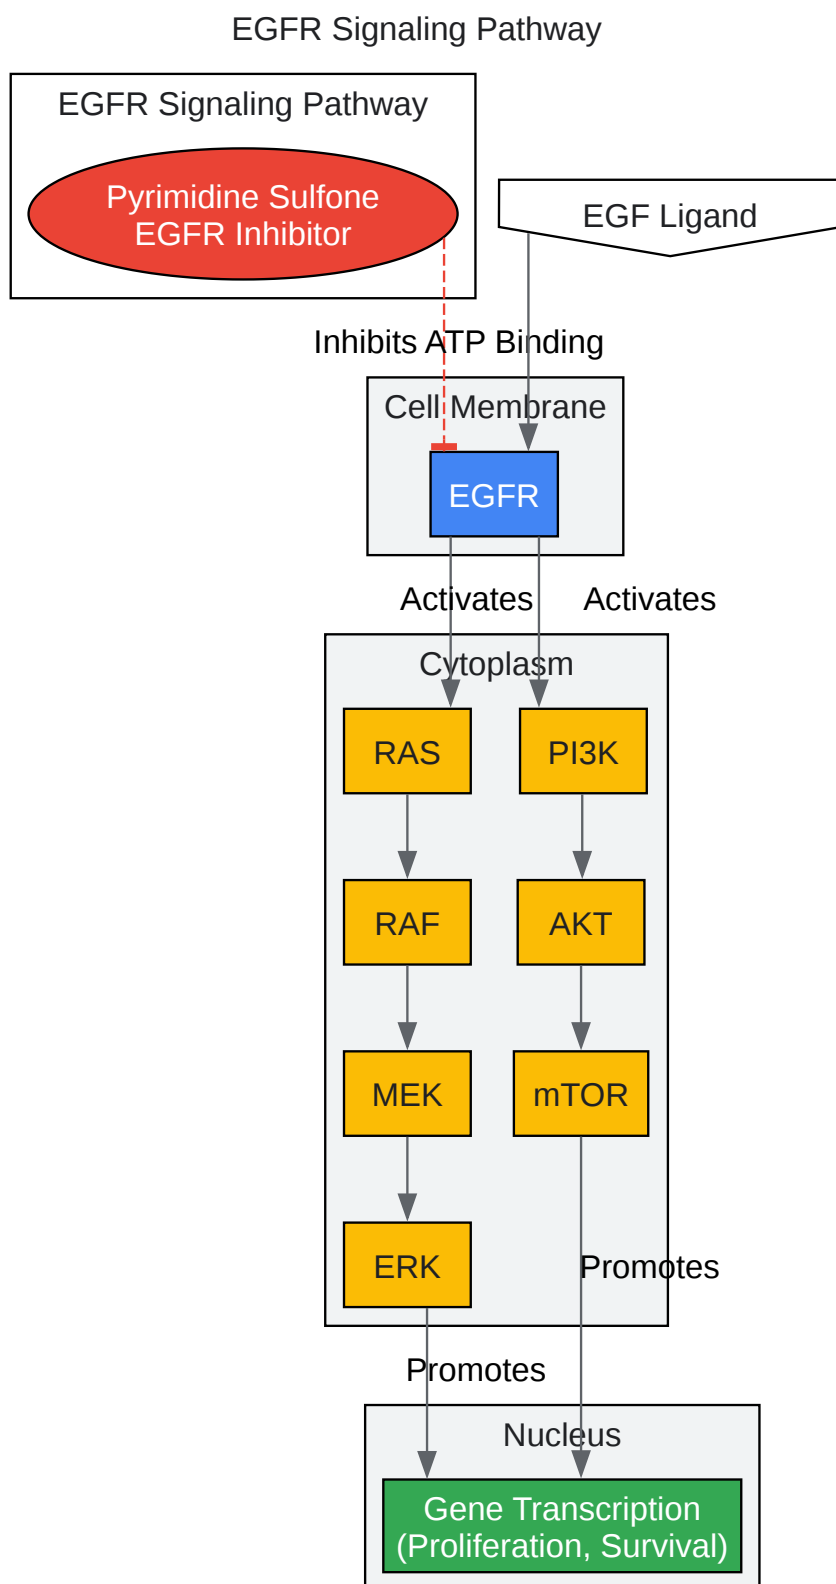 EGFR Signaling Pathway
EGFR Signaling Pathway
Pyrimidine Sulfone
EGFR Inhibitor
EGF Ligand
Inhibits ATP Binding
Cell Membrane
EGFR
Activates
Activates
Cytoplasm
RAS
PI3K
RAF
AKT
MEK
mTOR
ERK
Promotes
Promotes
Nucleus
Gene Transcription
(Proliferation, Survival)